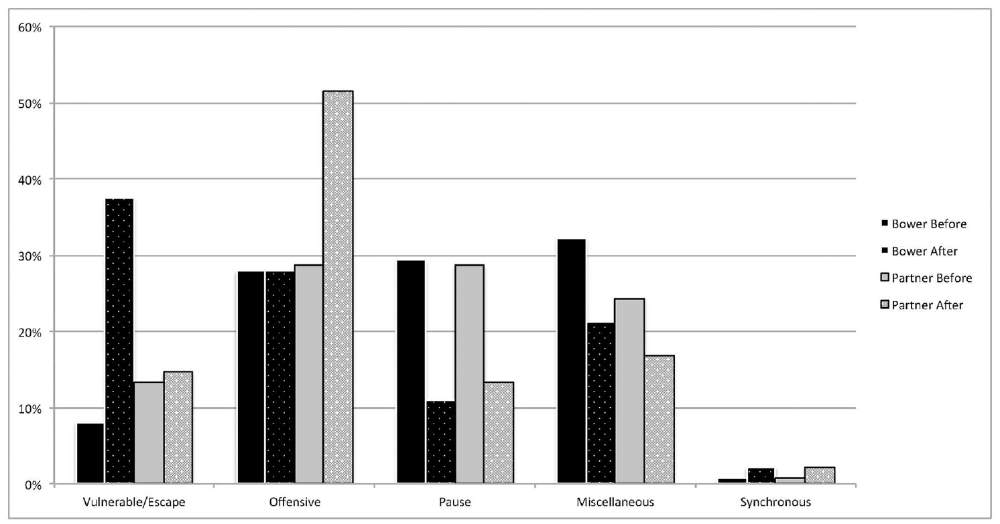 60%
50%
40%
30%
20%
10%
0%
Vulnerable/Escape
Offensive
Pause
Miscellaneous
Synchronous
Bower Before
Bower After
Partner Before
Partner After